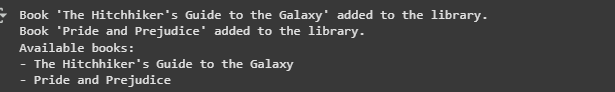 Book 'The Hitchhiker's Guide to the Galaxy' added to the library.
Book 'Pride and Prejudice' added to the library.
Available books:
- The Hitchhiker's Guide to the Galaxy
- Pride and Prejudice